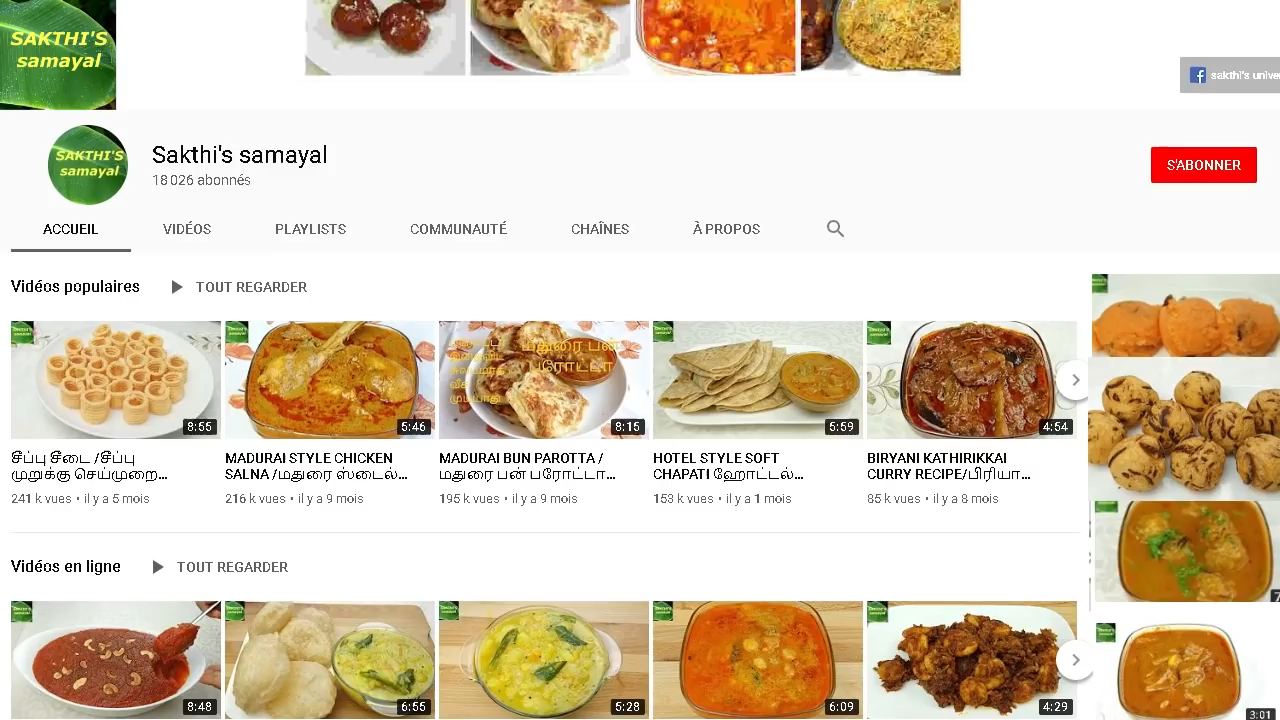 SAKTHI'S
samayal
sakthi's unive
SAKTHI'S
samayal
Sakthi's samayal
18 026 abonnés
S'ABONNER
ACCUEIL
VIDÉOS
PLAYLISTS
COMMUNAUTÉ
CHAÎNES
À PROPOS
Vidéos populaires
TOUT REGARDER
மதுரை பன்
பரோட்டா
8:55
5:46
8:15
5:59
4:54
சீப்பு சீடை /சீப்பு
முறுக்கு செய்முறை...
241 k vues • il y a 5 mois
MADURAI STYLE CHICKEN
SALNA /மதுரை ஸ்டைல்...
216 k vues • il y a 9 mois
MADURAI BUN PAROTTA /
மதுரை பன் பரோட்டா...
195 k vues • il y a 9 mois
HOTEL STYLE SOFT
CHAPATI ஹோட்டல்...
153 k vues • il y a 1 mois
BIRYANI KATHIRIKKAI
CURRY RECIPE/பிரியா...
85 k vues • il y a 8 mois
Vidéos en ligne
TOUT REGARDER
8:48
6:55
5:28
6:09
4:29
7
3:01